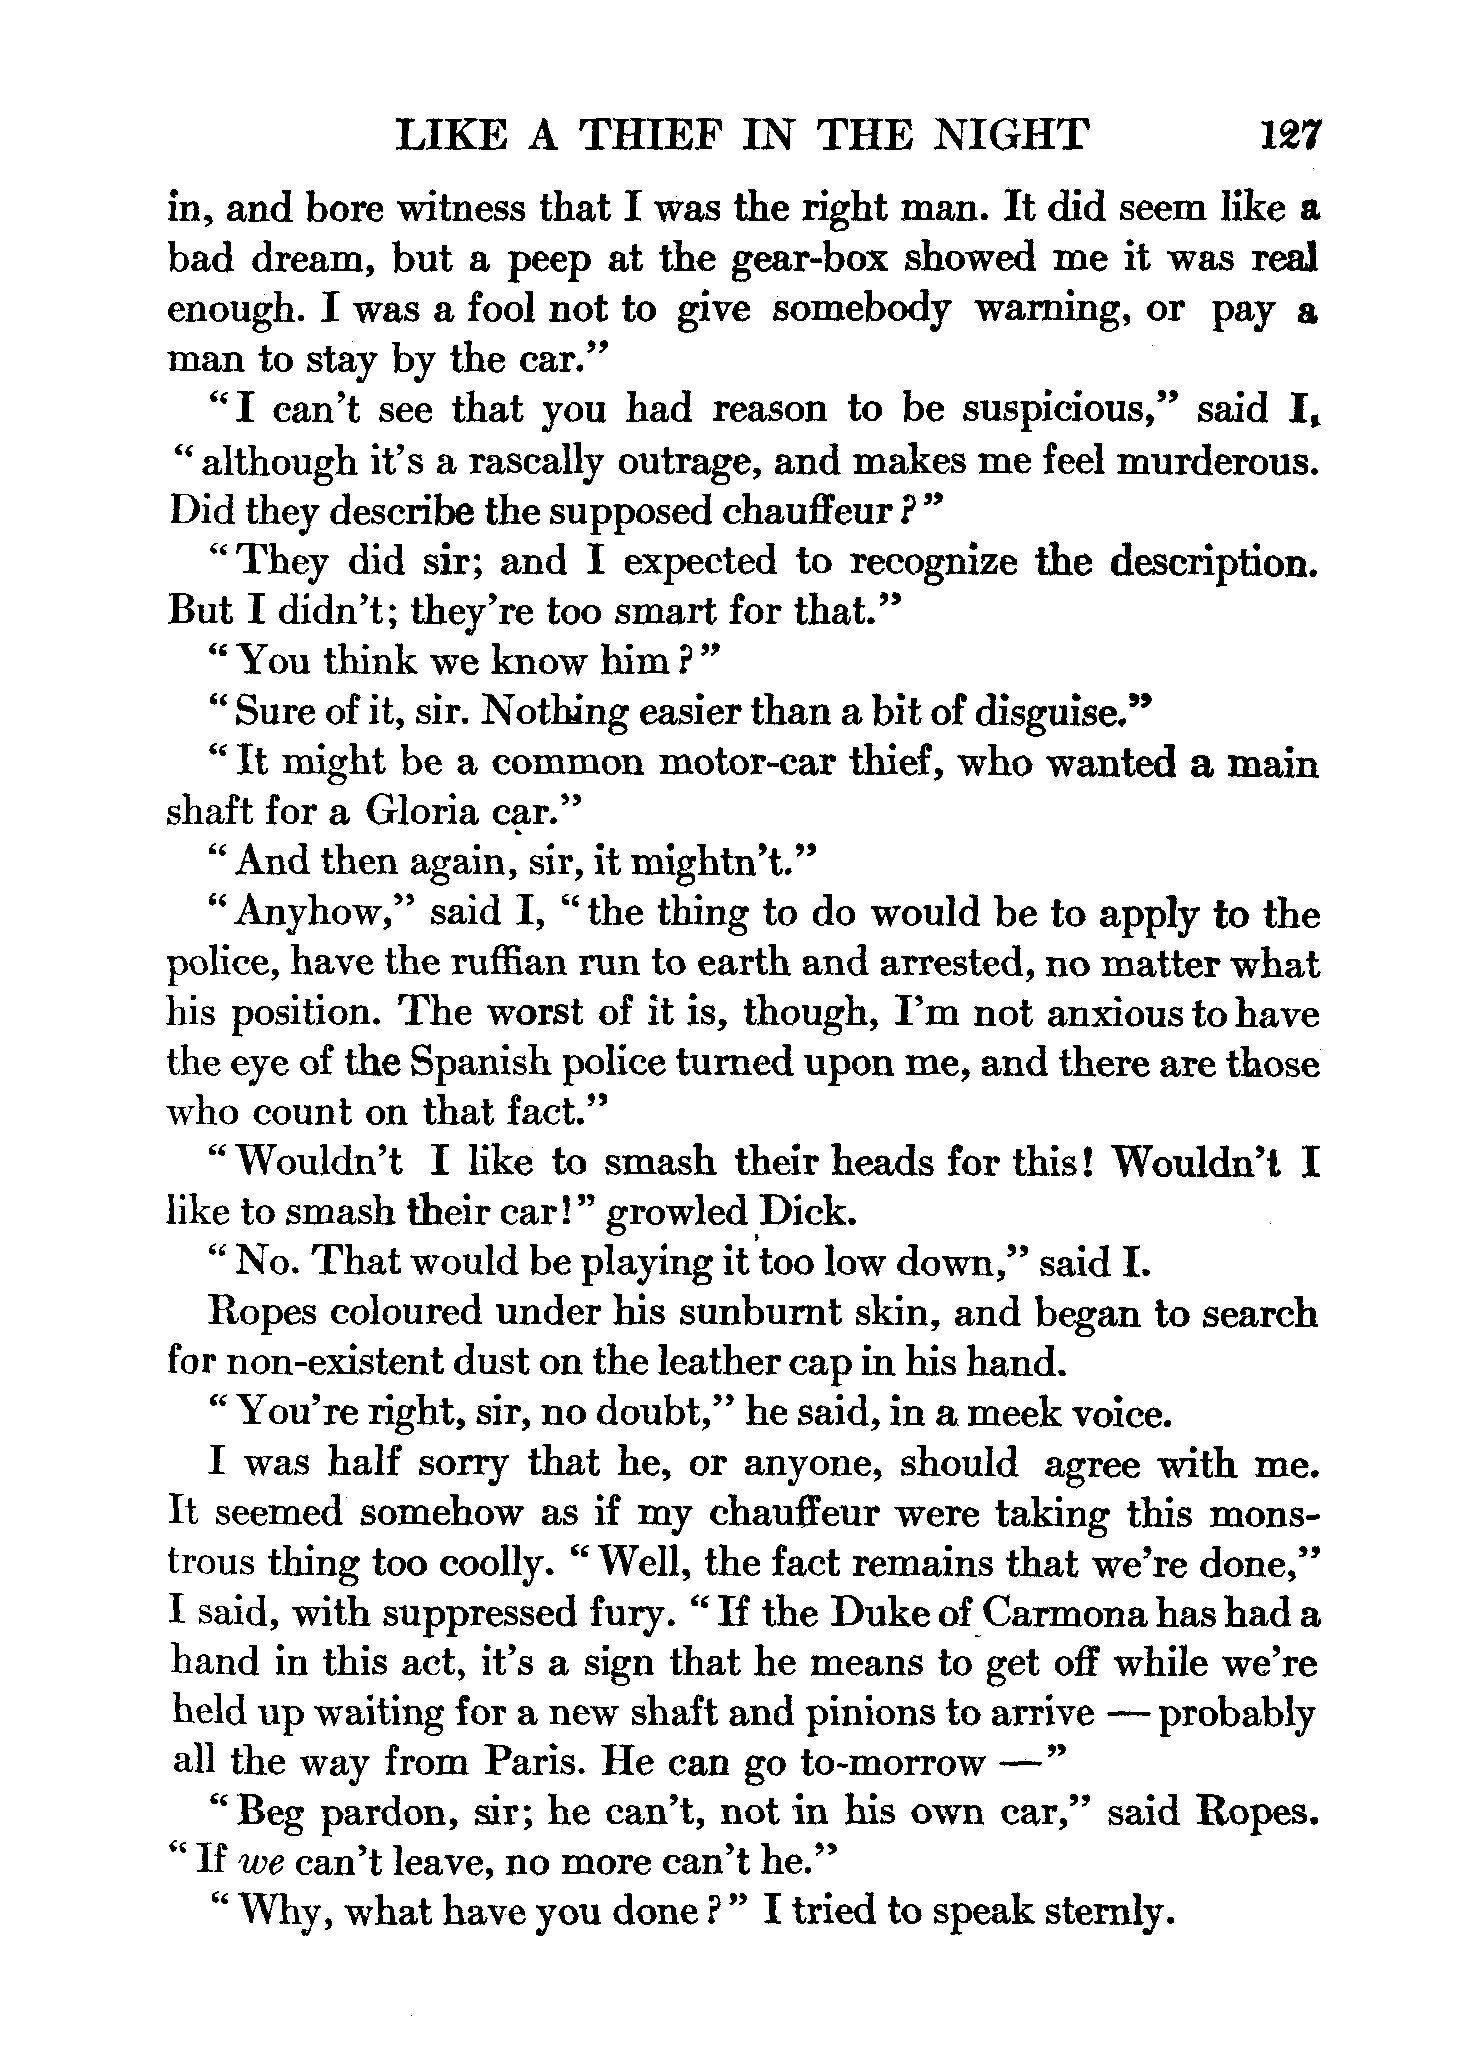 LIKE A THIEF IN THE NIGHT 127
in, and bore witness that I was the right man. It did seem like a
bad dream, but a peep at the gear-box showed me it was real
enough. I was a fool not to give somebody warning, or pay a
man to stay by the car.”
“I can’t see that you had reason to be suspicious,” said I,
“although it’s a rascally outrage, and makes me feel murderous.
Did they describe the supposed chauffeur?”
“They did sir; and I expected to recognize the description.
But I didn’t; they’re too smart for that.”
“You think we know him?”
“Sure of it, sir. Nothing easier than a bit of disguise.”
“It might be a common motor-car thief, who wanted a main
shaft for a Gloria car.”
“And then again, sir, it mightn’t.”
“Anyhow,” said I, “the thing to do would be to apply to the
police, have the ruffian run to earth and arrested, no matter what
his position. The worst of it is, though, I’m not anxious to have
the eye of the Spanish police turned upon me, and there are those
who count on that fact.”
“Wouldn’t I like to smash their heads for this! Wouldn’t I
like to smash their car!” growled Dick.
“No. That would be playing it too low down,” said I.
Ropes coloured under his sunburnt skin, and began to search
for non-existent dust on the leather cap in his hand.
“You’re right, sir, no doubt,” he said, in a meek voice.
I was half sorry that he, or anyone, should agree with me.
It seemed somehow as if my chauffeur were taking this mons-
trous thing too coolly. “Well, the fact remains that we’re done,”
I said, with suppressed fury. “If the Duke of Carmona has had a
hand in this act, it’s a sign that he means to get off while we’re
held up waiting for a new shaft and pinions to arrive — probably
all the way from Paris. He can go to-morrow —”
“Beg pardon, sir; he can’t, not in his own car,” said Ropes.
“If we can’t leave, no more can’t he.”
“Why, what have you done?” I tried to speak sternly.